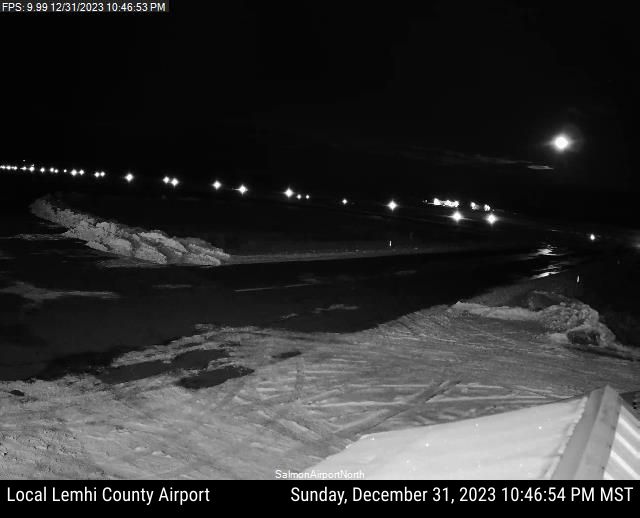 FPS: 9.99 12/31/2023 10:46:53 PM
SalmonAirportNorth
Local Lemhi County Airport Sunday, December 31, 2023 10:46:54 PM MST